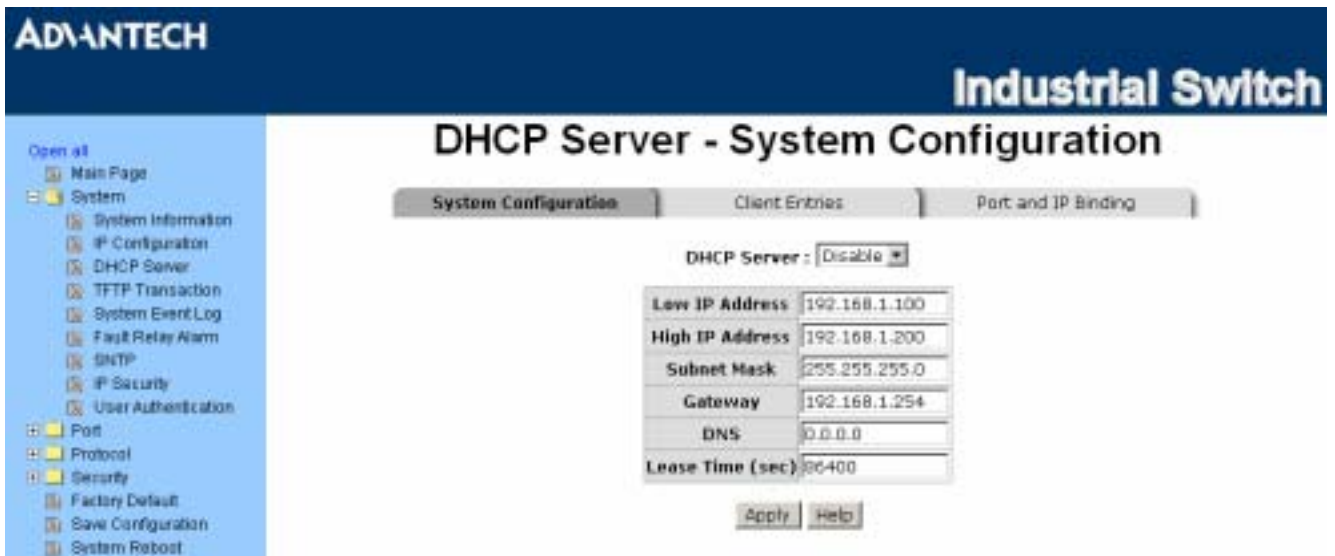 ADVANTECH
Industrial Switch
Open all
Main Page
System
System Information
IP Configuration
DHCP Server
TFTP Transaction
System Event Log
Fault Relay Alarm
SNTP
IP Security
User Authentication
Port
Protocol
Security
Factory Default
Save Configuration
System Reboot
DHCP Server - System Configuration
System Configuration
Client Entries
Port and IP Binding
DHCP Server : Disable
Low IP Address 192.168.1.100
High IP Address 192.168.1.200
Subnet Mask 255.255.255.0
Gateway 192.168.1.254
DNS 0.0.0.0
Lease Time (sec) 86400
Apply Help